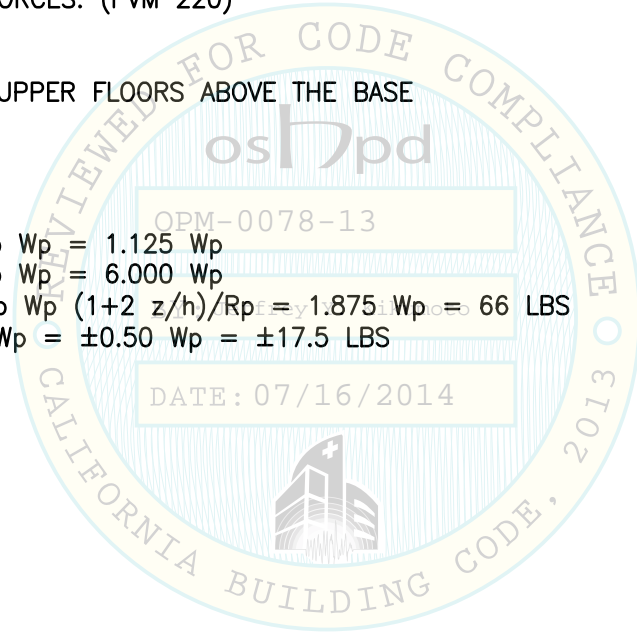 ORCES. (PVM 220)
UPPER FLOORS ABOVE THE BASE
REVIEWED FOR CODE COMPLIANCE
oshpd
OPM-0078-13
Wp = 1.125 Wp
Wp = 6.000 Wp
Wp (1+2 z/h)/Rp = 1.875 Wp = 66 LBS
Wp = ±0.50 Wp = ±17.5 LBS
DATE: 07/16/2014
CALIFORNIA BUILDING CODE, 2013